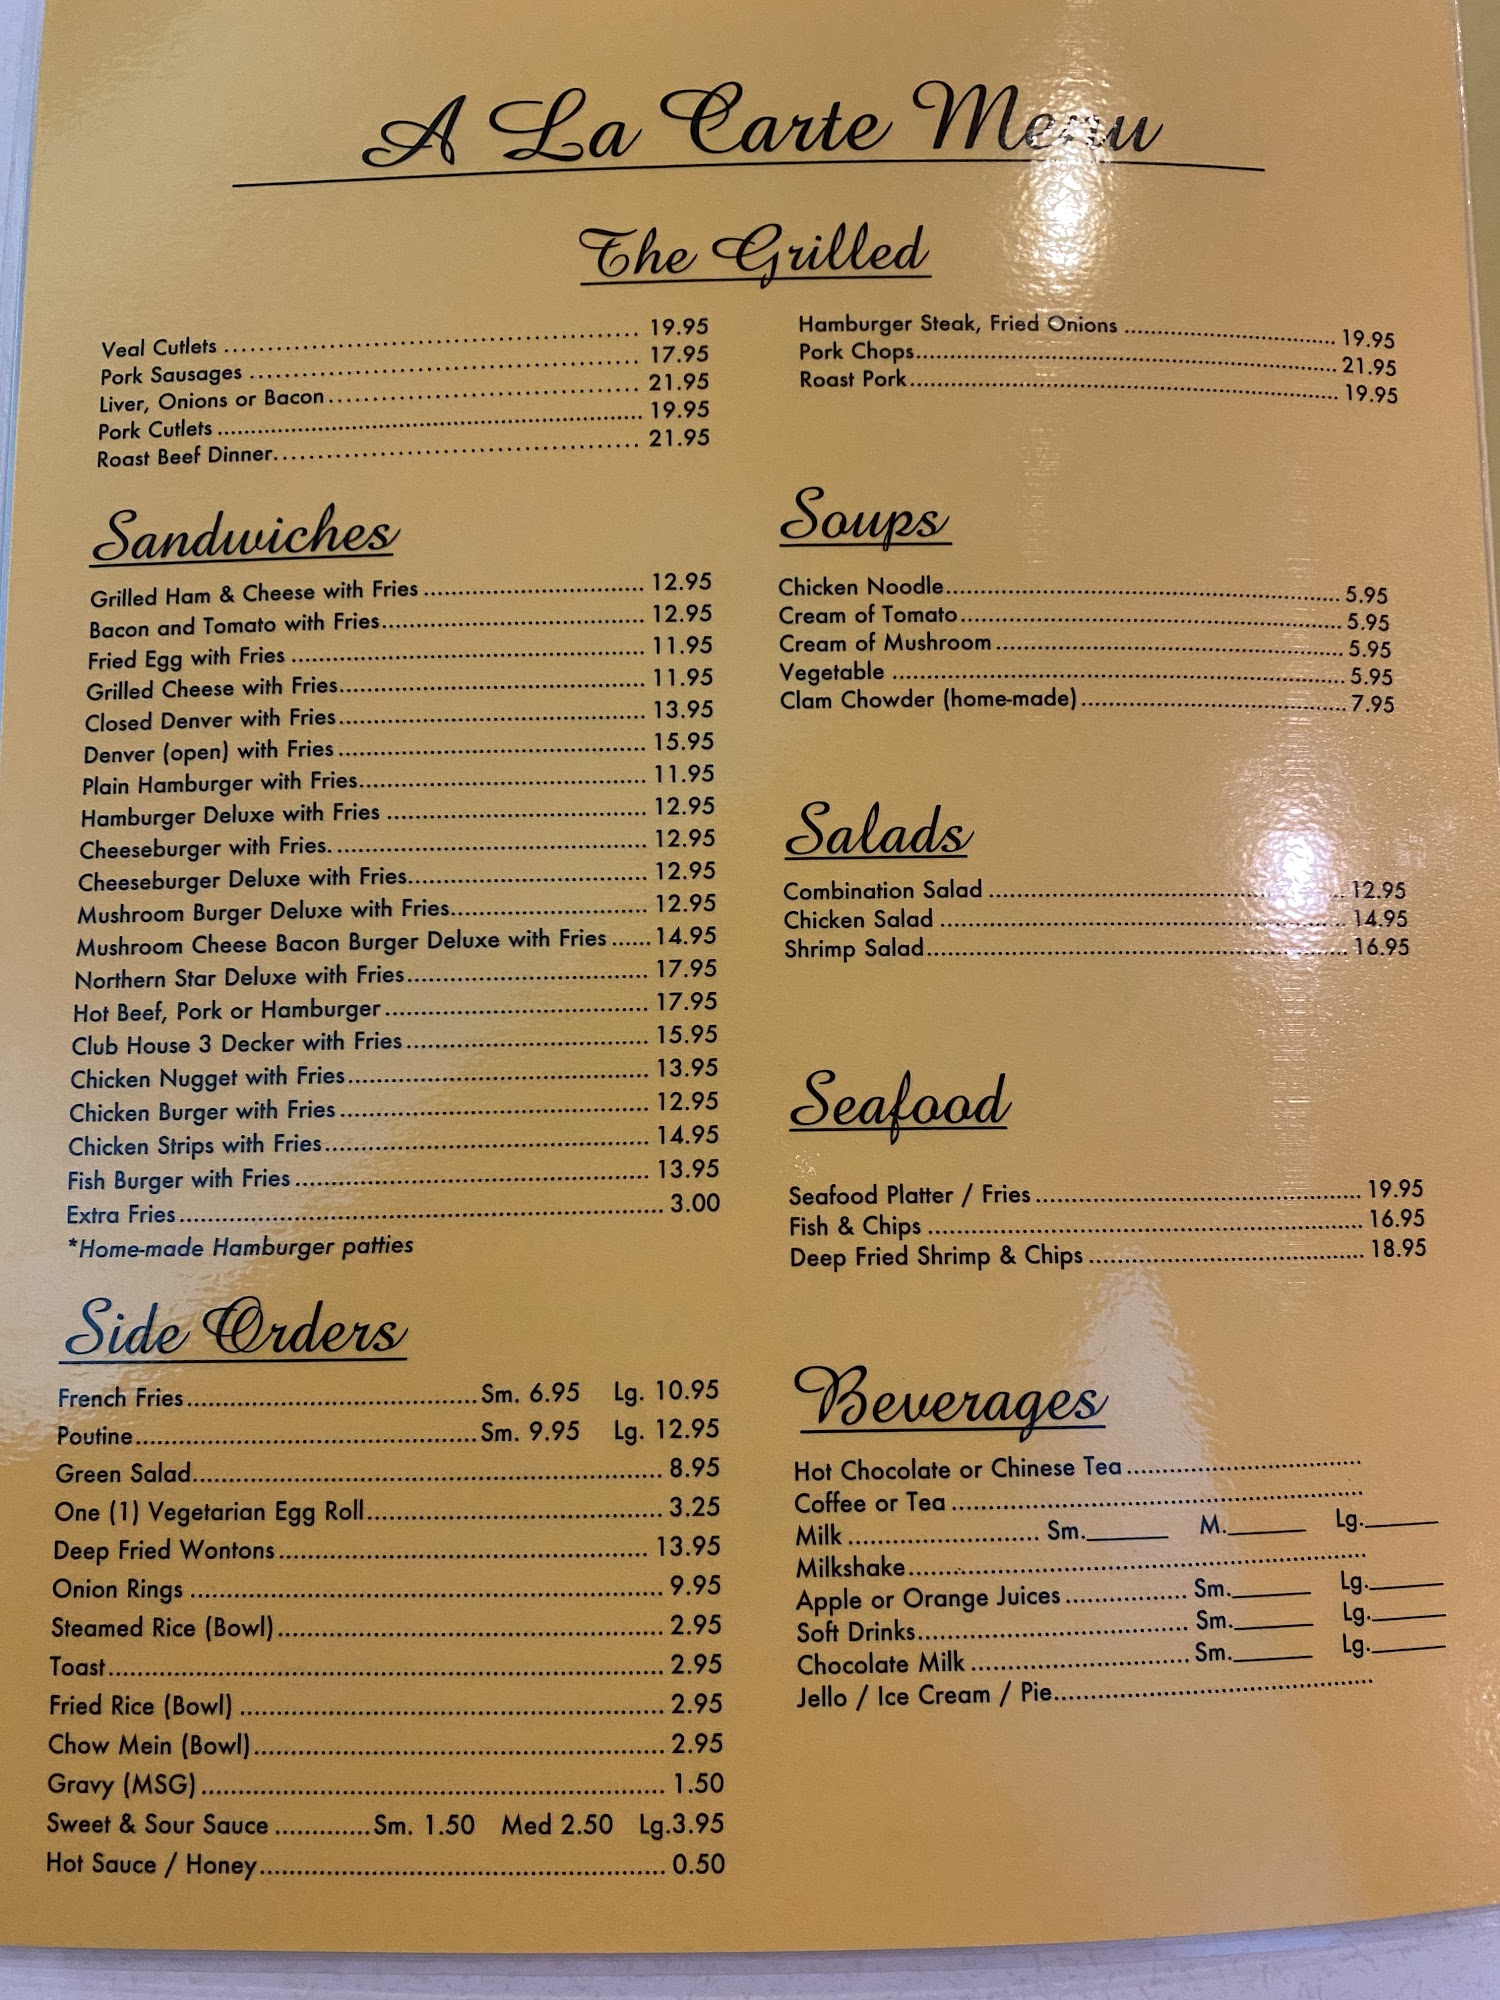 A La Carte Menu
The Grilled
Veal Cutlets 19.95
Pork Sausages 17.95
Liver, Onions or Bacon 21.95
Pork Cutlets 19.95
Roast Beef Dinner 21.95
Hamburger Steak, Fried Onions 19.95
Pork Chops 21.95
Roast Pork 19.95
Sandwiches
Grilled Ham & Cheese with Fries 12.95
Bacon and Tomato with Fries 12.95
Fried Egg with Fries 11.95
Grilled Cheese with Fries 11.95
Closed Denver with Fries 13.95
Denver (open) with Fries 15.95
Plain Hamburger with Fries 11.95
Hamburger Deluxe with Fries 12.95
Cheeseburger with Fries. 12.95
Cheeseburger Deluxe with Fries 12.95
Mushroom Burger Deluxe with Fries 12.95
Mushroom Cheese Bacon Burger Deluxe with Fries 14.95
Northern Star Deluxe with Fries 17.95
Hot Beef, Pork or Hamburger 17.95
Club House 3 Decker with Fries 15.95
Chicken Nugget with Fries 13.95
Chicken Burger with Fries 12.95
Chicken Strips with Fries 14.95
Fish Burger with Fries 13.95
Extra Fries 3.00
*Home-made Hamburger patties
Side Orders
French Fries Sm. 6.95 Lg. 10.95
Poutine Sm. 9.95 Lg. 12.95
Green Salad 8.95
One (1) Vegetarian Egg Roll 3.25
Deep Fried Wontons 13.95
Onion Rings 9.95
Steamed Rice (Bowl) 2.95
Toast 2.95
Fried Rice (Bowl) 2.95
Chow Mein (Bowl) 2.95
Gravy (MSG) 1.50
Sweet & Sour Sauce Sm. 1.50 Med 2.50 Lg.3.95
Hot Sauce / Honey 0.50
Soups
Chicken Noodle 5.95
Cream of Tomato 5.95
Cream of Mushroom 5.95
Vegetable 5.95
Clam Chowder (home-made) 7.95
Salads
Combination Salad 12.95
Chicken Salad 14.95
Shrimp Salad 16.95
Seafood
Seafood Platter / Fries 19.95
Fish & Chips 16.95
Deep Fried Shrimp & Chips 18.95
Beverages
Hot Chocolate or Chinese Tea
Coffee or Tea
Milk Sm. M. Lg.
Milkshake
Apple or Orange Juices Sm. Lg.
Soft Drinks Sm. Lg.
Chocolate Milk Sm. Lg.
Jello / Ice Cream / Pie